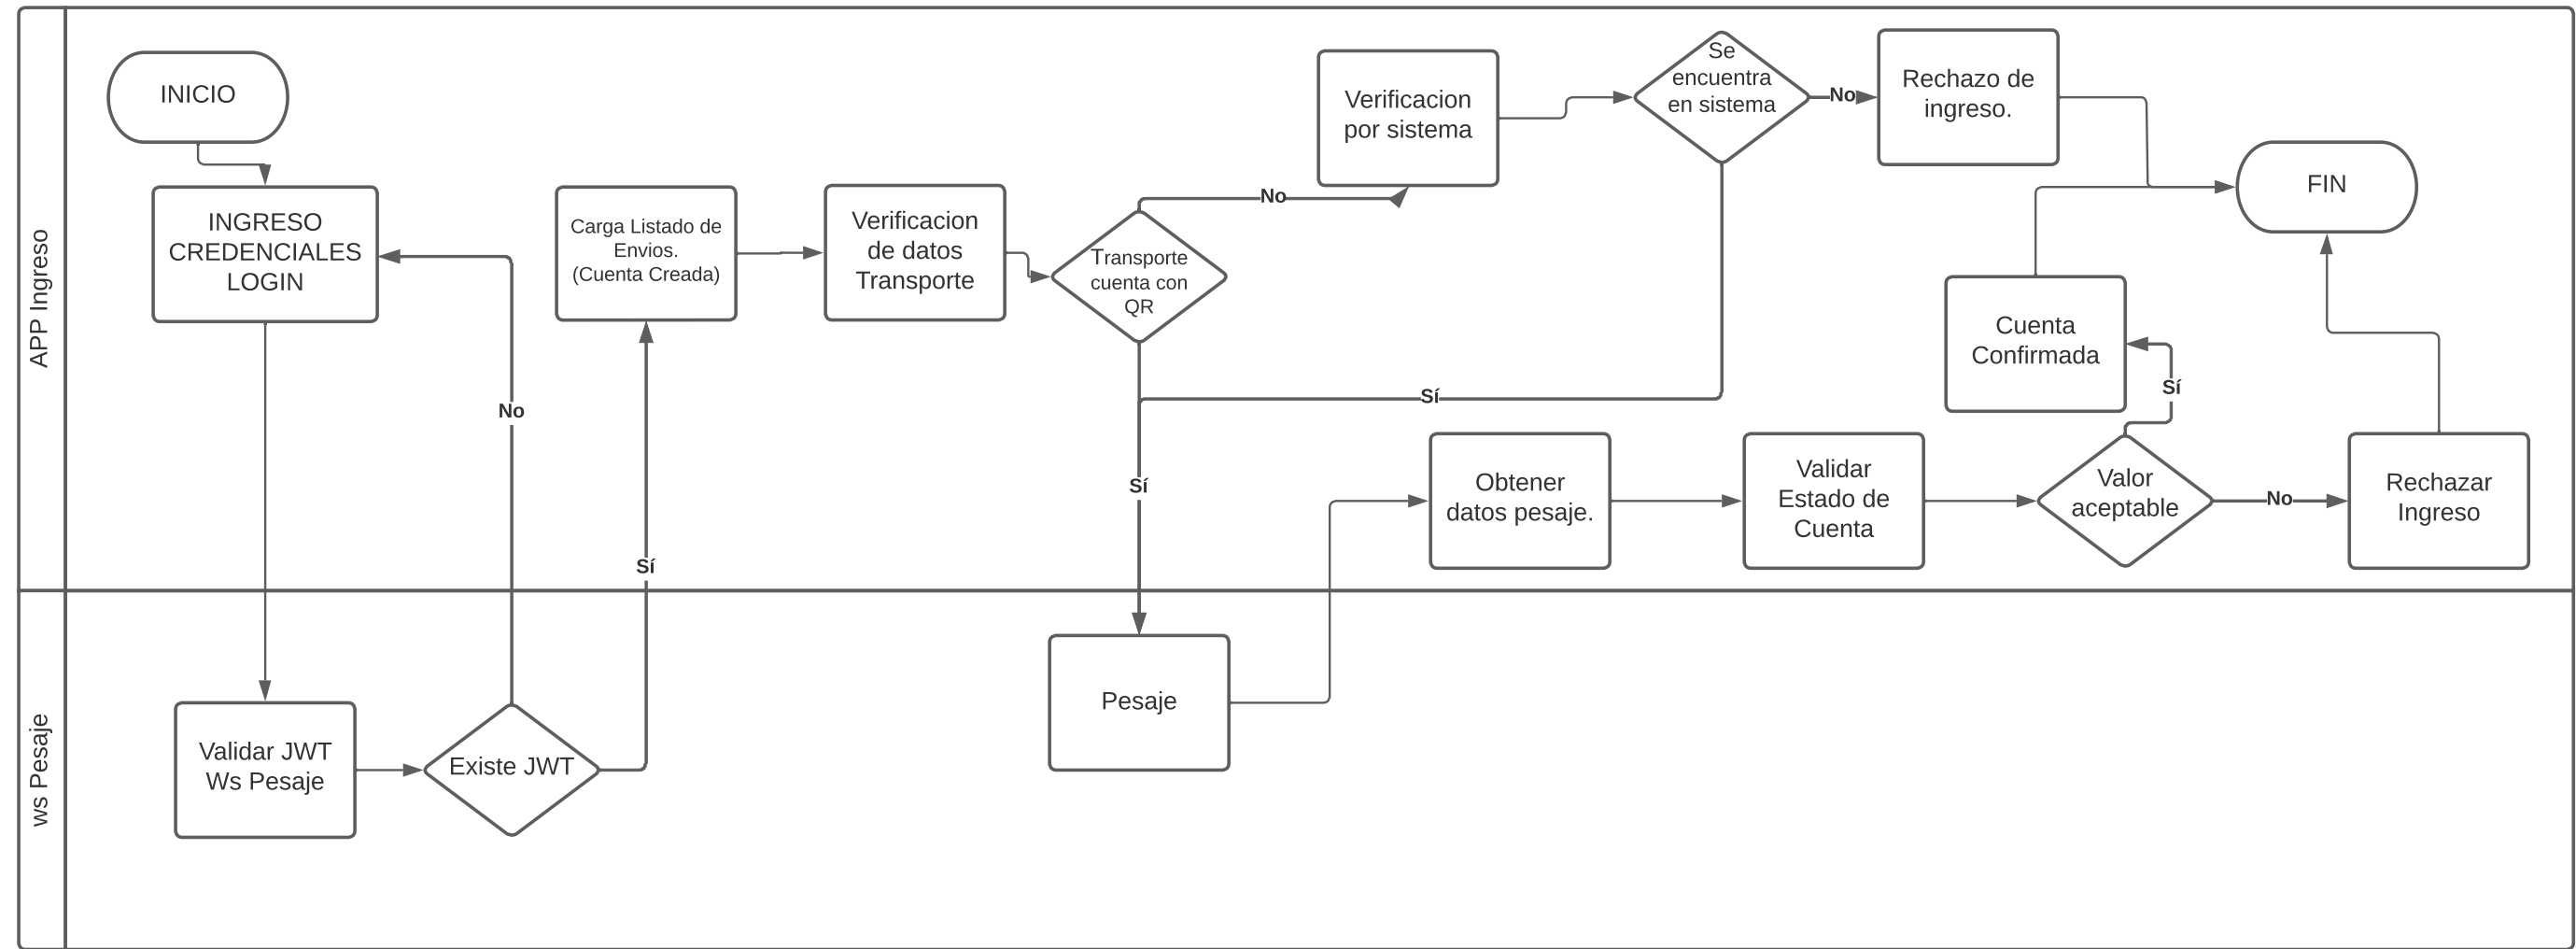 APP Ingreso
INICIO
INGRESO
CREDENCIALES
LOGIN
No
Sí
Carga Listado de
Envios.
(Cuenta Creada)
Verificacion
de datos
Transporte
Transporte
cuenta con
QR
No
Sí
Verificacion
por sistema
Se
encuentra
en sistema
No
Sí
Rechazo de
ingreso.
FIN
Cuenta
Confirmada
Sí
Obtener
datos pesaje.
Validar
Estado de
Cuenta
Valor
aceptable
No
Rechazar
Ingreso
ws Pesaje
Validar JWT
Ws Pesaje
Existe JWT
Pesaje